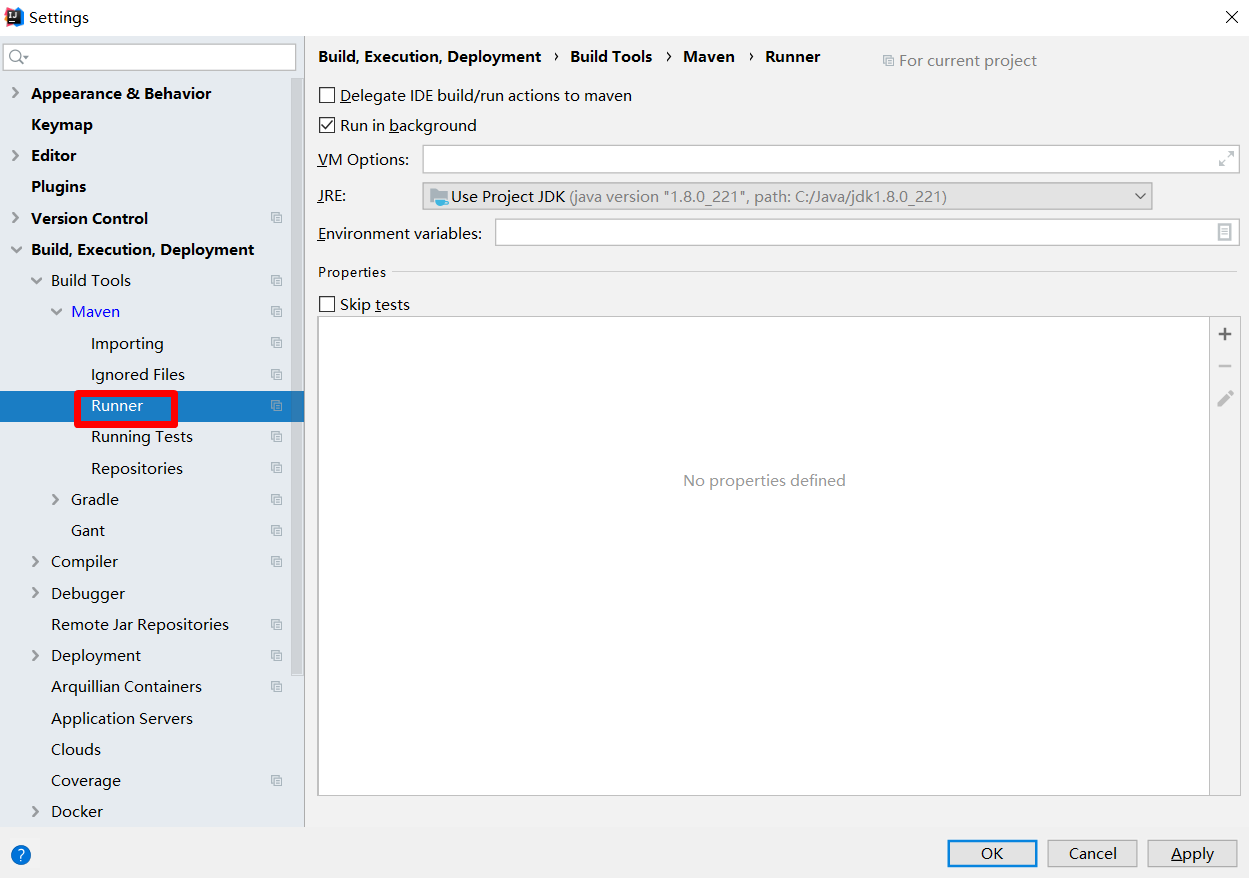 Settings
Appearance & Behavior
Keymap
Editor
Plugins
Version Control
Build, Execution, Deployment
Build Tools
Maven
Importing
Ignored Files
Runner
Running Tests
Repositories
Gradle
Gant
Compiler
Debugger
Remote Jar Repositories
Deployment
Arquillian Containers
Application Servers
Clouds
Coverage
Docker
Build, Execution, Deployment › Build Tools › Maven › Runner For current project
Delegate IDE build/run actions to maven
Run in background
VM Options:
JRE: Use Project JDK (java version "1.8.0_221", path: C:/Java/jdk1.8.0_221)
Environment variables:
Properties
Skip tests
No properties defined
? OK Cancel Apply